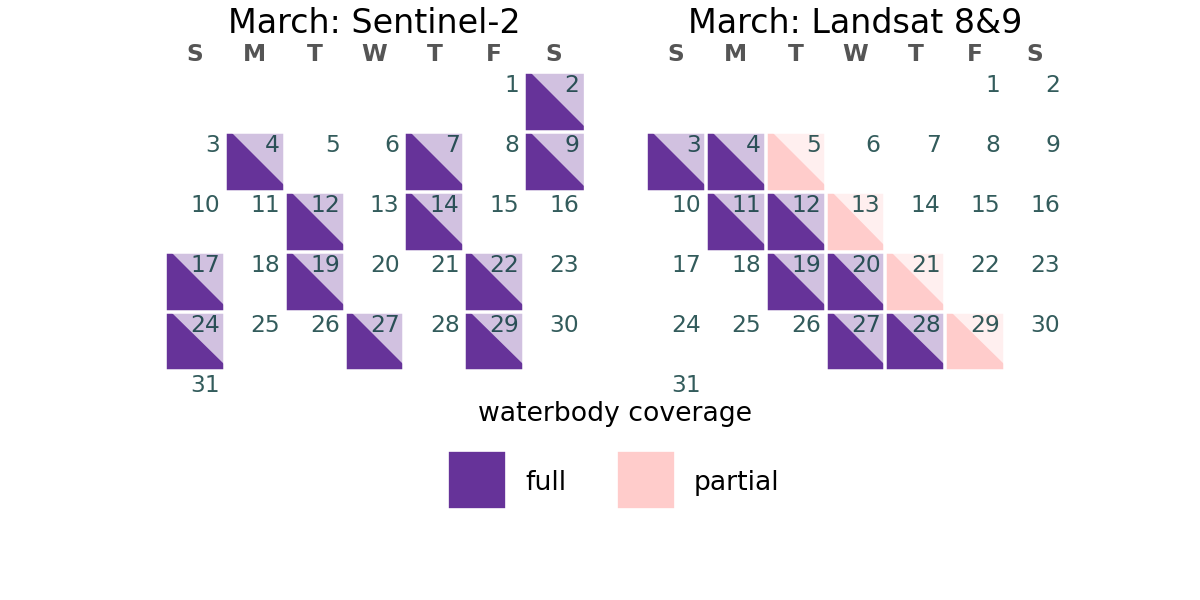 March: Sentinel-2
S M T W T F S
1 2
3 4 5 6 7 8 9
10 11 12 13 14 15 16
17 18 19 20 21 22 23
24 25 26 27 28 29 30
31
March: Landsat 8&9
S M T W T F S
1 2
3 4 5 6 7 8 9
10 11 12 13 14 15 16
17 18 19 20 21 22 23
24 25 26 27 28 29 30
31
waterbody coverage
full partial